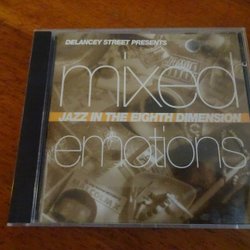 DELANCEY STREET PRESENTS
mixed
JAZZ IN THE EIGHTH DIMENSION
emotions